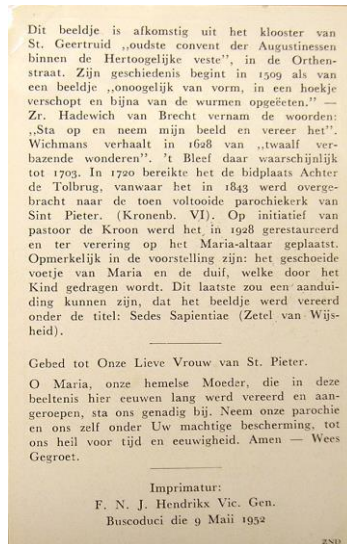 Dit beeldje is afkomstig uit het klooster van
St. Geertruid „oudste convent der Augustinessen
binnen de Hertoogelijke veste”, in de Orthen-
straat. Zijn geschiedenis begint in 1509 als van
een beeldje „onoogelijk van vorm, in een hoekje
verschopt en bijna van de wurmen opgeëeten.” —
Zr. Hadewich van Brecht vernam de woorden:
„Sta op en neem mijn beeld en vereer het”.
Wichmans verhaalt in 1628 van „twaalf ver-
bazende wonderen”. ’t Bleef daar waarschijnlijk
tot 1703. In 1720 bereikte het de bidplaats Achter
de Tolbrug, vanwaar het in 1843 werd overge-
bracht naar de toen voltooide parochiekerk van
Sint Pieter. (Kronenb. VI). Op initiatief van
pastoor de Kroon werd het in 1928 gerestaureerd
en ter verering op het Maria-altaar geplaatst.
Opmerkelijk in de voorstelling zijn: het geschoeide
voetje van Maria en de duif, welke door het
Kind gedragen wordt. Dit laatste zou een aandui-
ding kunnen zijn, dat het beeldje werd vereerd
onder de titel: Sedes Sapientiae (Zetel van Wijs-
heid).
Gebed tot Onze Lieve Vrouw van St. Pieter.
O Maria, onze hemelse Moeder, die in deze
beeltenis hier eeuwen lang werd vereerd en aan-
geroepen, sta ons genadig bij. Neem onze parochie
en ons zelf onder Uw machtige bescherming, tot
ons heil voor tijd en eeuwigheid. Amen — Wees
Gegroet.
Imprimatur:
F. N. J. Hendrikx Vic. Gen.
Buscoduci die 9 Maii 1952
2ND